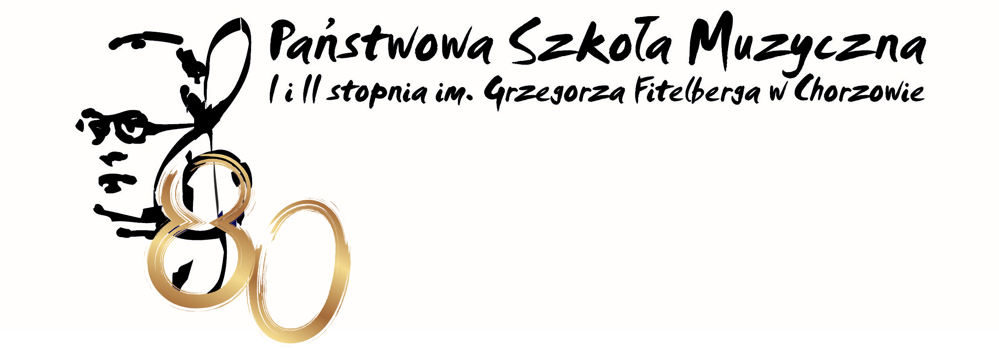 Państwowa Szkoła Muzyczna
I i II stopnia im. Grzegorza Fitelberga w Chorzowie
80